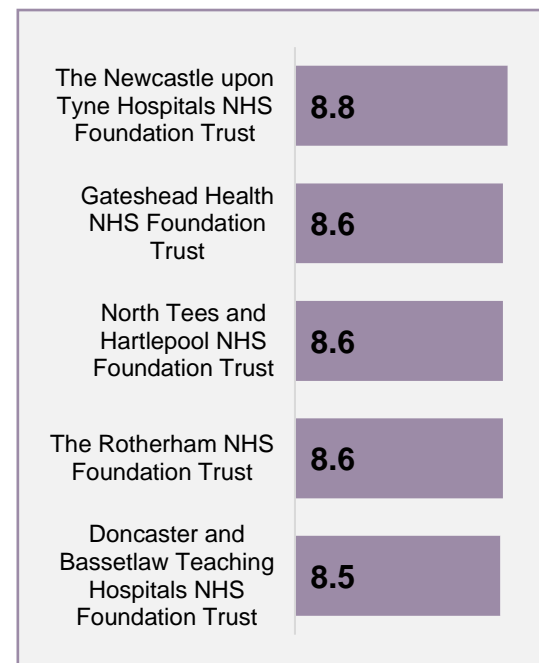 The Newcastle upon
Tyne Hospitals NHS
Foundation Trust
8.8
Gateshead Health
NHS Foundation
Trust
8.6
North Tees and
Hartlepool NHS
Foundation Trust
8.6
The Rotherham NHS
Foundation Trust
8.6
Doncaster and
Bassetlaw Teaching
Hospitals NHS
Foundation Trust
8.5